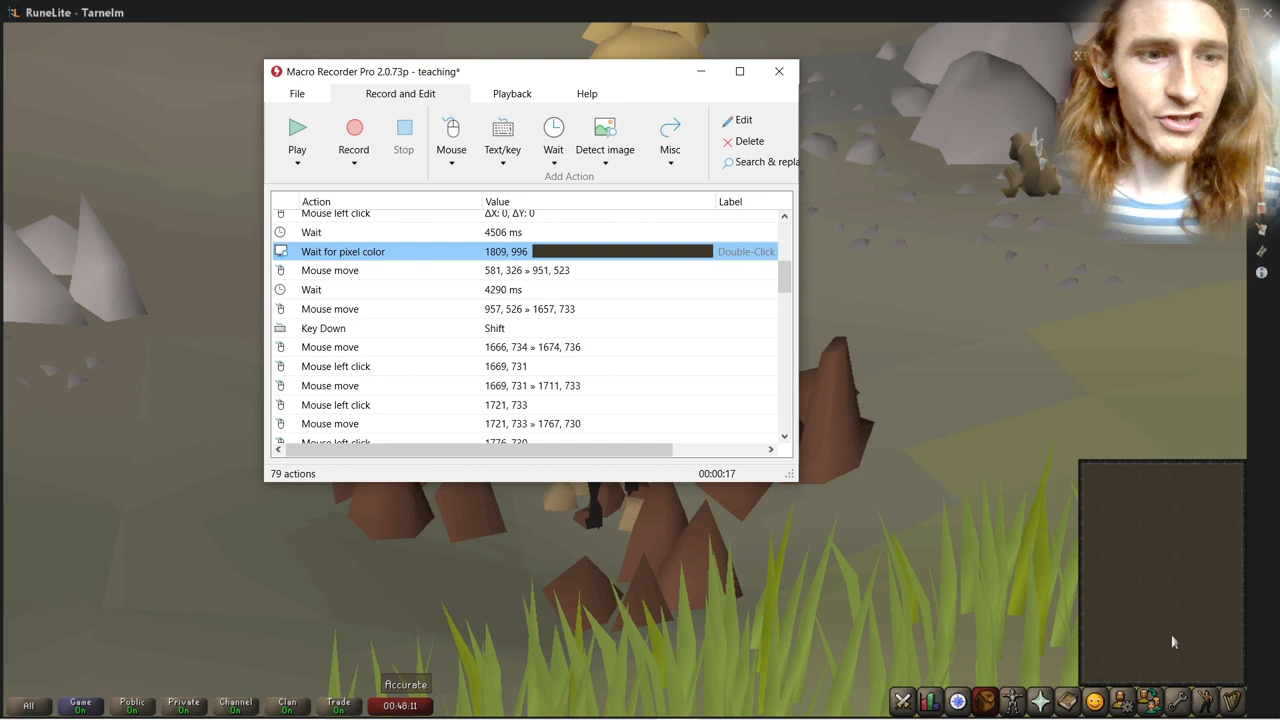 RuneLite - Tarnelm
Macro Recorder Pro 2.0.73p - teaching*
File Record and Edit Playback Help
Play Record Stop Mouse Text/key Wait Detect image Misc
Edit
Delete
Search & repla
Add Action
Action Value Label
Mouse left click ΔX: 0, ΔY: 0
Wait 4506 ms
Wait for pixel color 1809, 996 Double-Click
Mouse move 581, 326 » 951, 523
Wait 4290 ms
Mouse move 957, 526 » 1657, 733
Key Down Shift
Mouse move 1666, 734 » 1674, 736
Mouse left click 1669, 731
Mouse move 1669, 731 » 1711, 733
Mouse left click 1721, 733
Mouse move 1721, 733 » 1767, 730
Mouse left click 1776, 730
79 actions 00:00:17
Accurate
All Game On Public On Private On Channel On Clan On Trade On 00:48:11